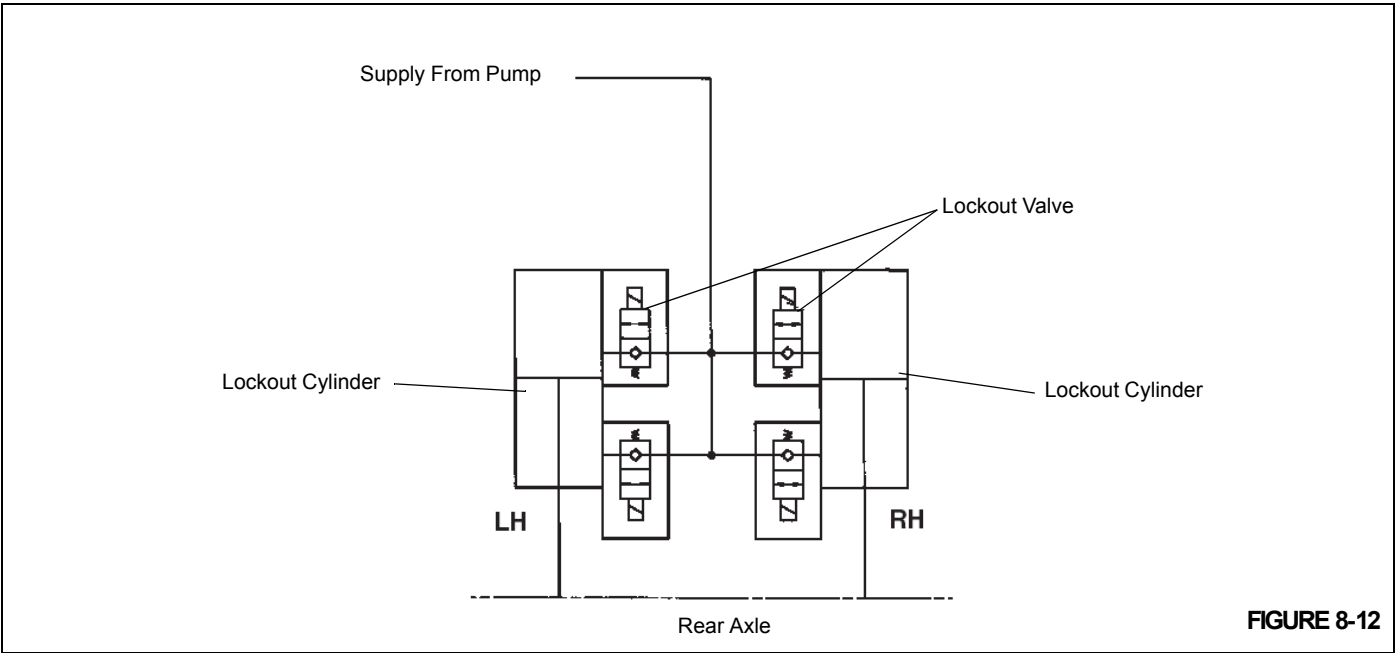 Supply From Pump
Lockout Valve
Lockout Cylinder
Lockout Cylinder
LH
RH
Rear Axle
FIGURE 8-12